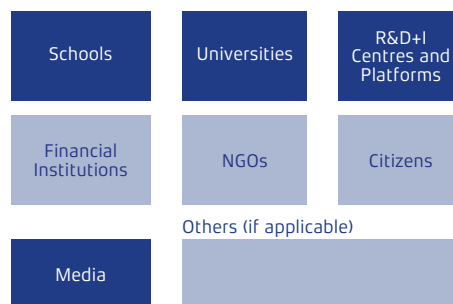 Schools
Universities
R&D+I
Centres and
Platforms
Financial
Institutions
NGOs
Citizens
Others (if applicable)
Media